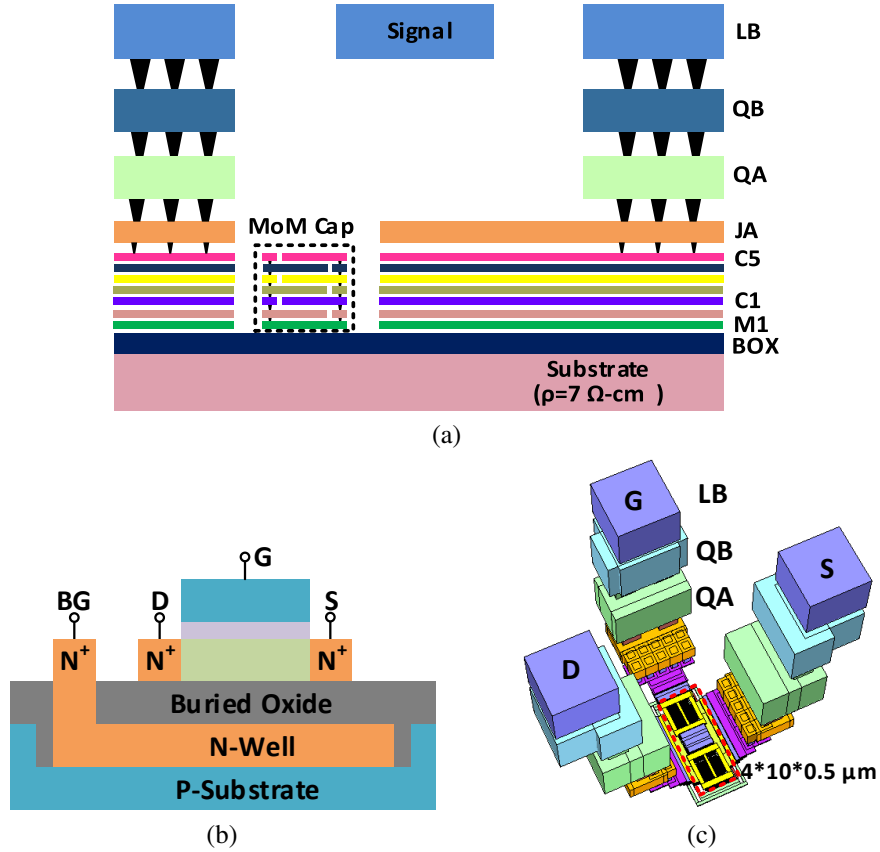 Signal
LB
QB
QA
MoM Cap
JA
C5
C1
M1
BOX
Substrate
(ρ=7 Ω-cm )
(a)
G
BG
D
S
N+
N+
N+
Buried Oxide
N-Well
P-Substrate
(b)
G
LB
QB
QA
S
D
4*10*0.5 μm
(c)